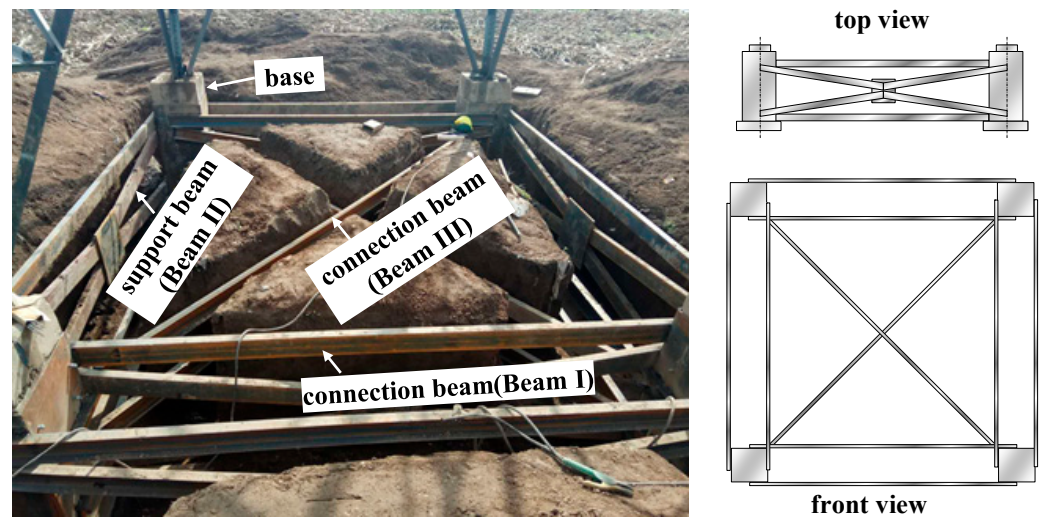 base
support beam
(Beam II)
connection beam
(Beam III)
connection beam(Beam I)
top view
front view